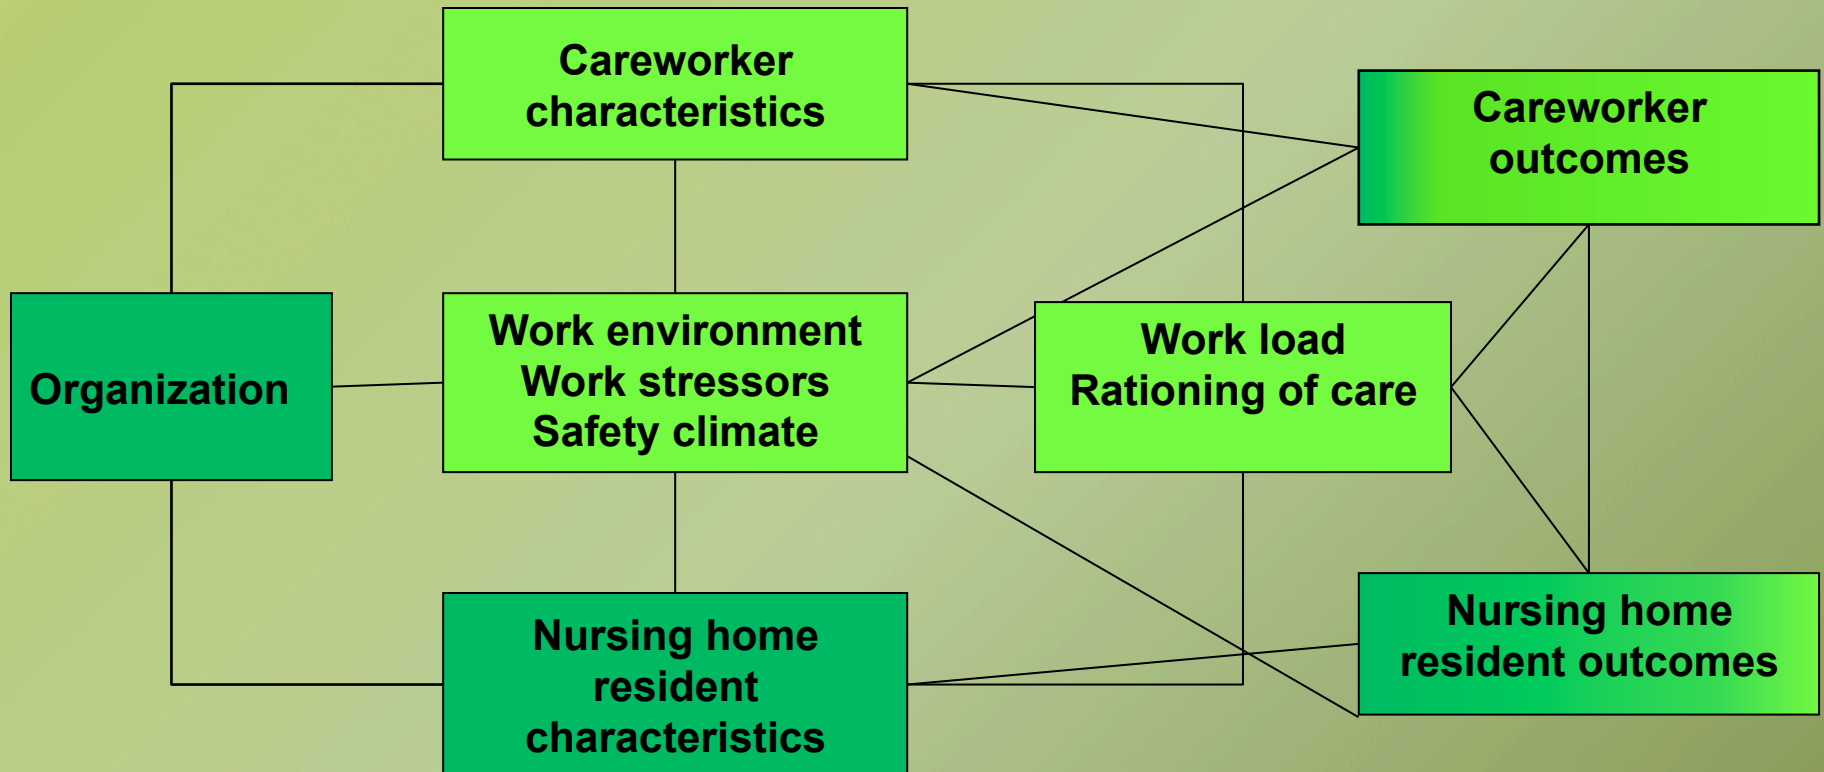 Careworker
characteristics
Careworker
outcomes
Organization
Work environment
Work stressors
Safety climate
Work load
Rationing of care
Nursing home
resident
characteristics
Nursing home
resident outcomes